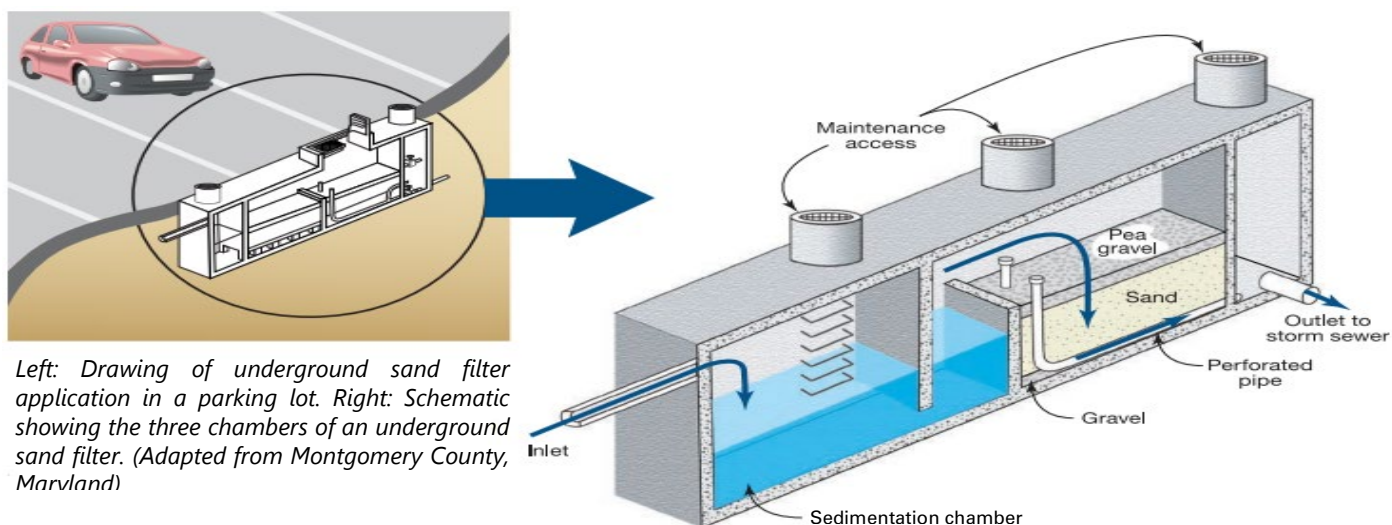 Maintenance
access
Pea
gravel
Sand
Outlet to
storm sewer
Perforated
pipe
Gravel
Inlet
Sedimentation chamber
Left: Drawing of underground sand filter
application in a parking lot. Right: Schematic
showing the three chambers of an underground
sand filter. (Adapted from Montgomery County,
Maryland)